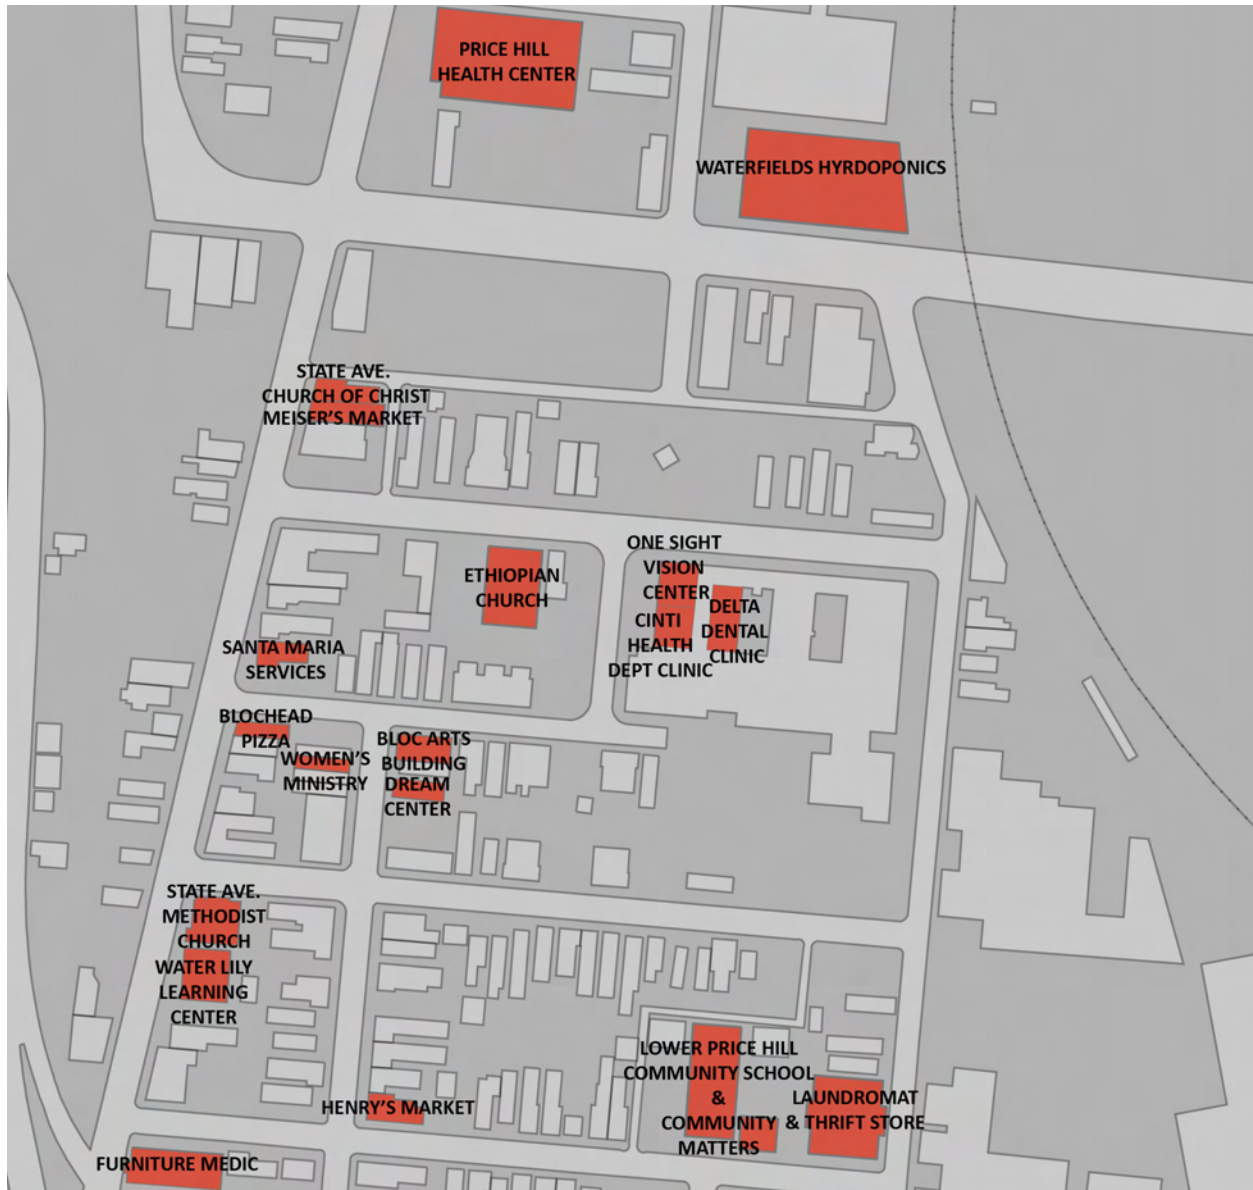 PRICE HILL
HEALTH CENTER
WATERFIELDS HYRDOPONICS
STATE AVE.
CHURCH OF CHRIST
MEISER'S MARKET
ONE SIGHT
VISION
CENTER
ETHIOPIAN
CHURCH
CINTI
HEALTH
DEPT CLINIC
DELTA
DENTAL
CLINIC
SANTA MARIA
SERVICES
BLOCHEAD
PIZZA
WOMEN'S
MINISTRY
BLOC ARTS
BUILDING
DREAM
CENTER
STATE AVE.
METHODIST
CHURCH
WATER LILY
LEARNING
CENTER
LOWER PRICE HILL
COMMUNITY SCHOOL
&
COMMUNITY
MATTERS
LAUNDROMAT
& THRIFT STORE
HENRY'S MARKET
FURNITURE MEDIC